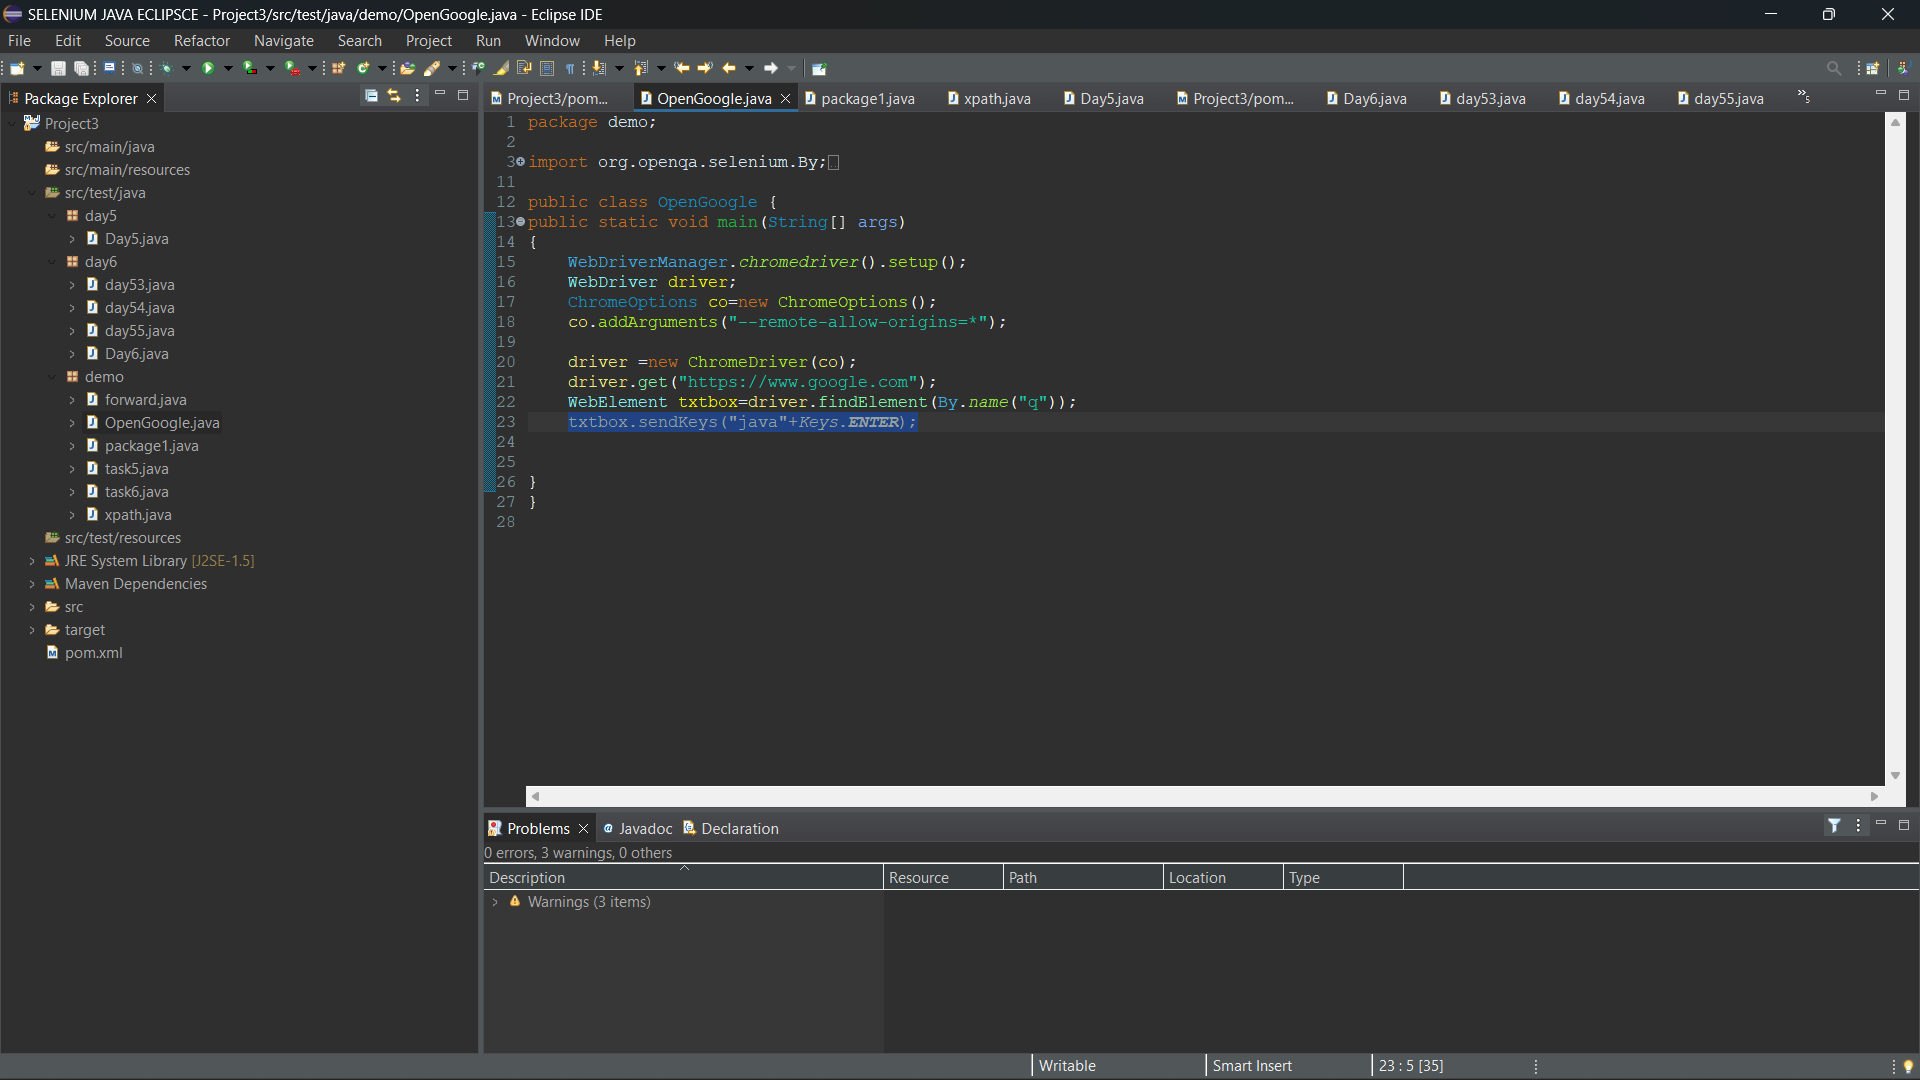 SELENIUM JAVA ECLIPSCE - Project3/src/test/java/demo/OpenGoogle.java - Eclipse IDE
File Edit Source Refactor Navigate Search Project Run Window Help
Package Explorer
Project3
src/main/java
src/main/resources
src/test/java
day5
Day5.java
day6
day53.java
day54.java
day55.java
Day6.java
demo
forward.java
OpenGoogle.java
package1.java
task5.java
task6.java
xpath.java
src/test/resources
JRE System Library [J2SE-1.5]
Maven Dependencies
src
target
pom.xml
Project3/pom... OpenGoogle.java package1.java xpath.java Day5.java Project3/pom... Day6.java day53.java day54.java day55.java »5
1 package demo;
2
3 import org.openqa.selenium.By;
11
12 public class OpenGoogle {
13 public static void main(String[] args)
14 {
15 WebDriverManager.chromedriver().setup();
16 WebDriver driver;
17 ChromeOptions co=new ChromeOptions();
18 co.addArguments("--remote-allow-origins=*");
19
20 driver =new ChromeDriver(co);
21 driver.get("https://www.google.com");
22 WebElement txtbox=driver.findElement(By.name("q"));
23 txtbox.sendKeys("java"+Keys.ENTER);
24
25
26 }
27 }
28
Problems Javadoc Declaration
0 errors, 3 warnings, 0 others
Description Resource Path Location Type
Warnings (3 items)
Writable Smart Insert 23 : 5 [35]